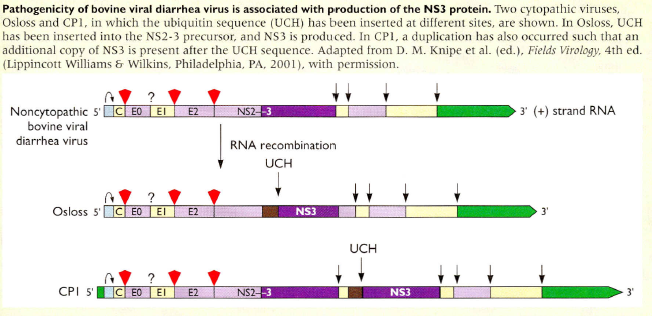 Pathogenicity of bovine viral diarrhea virus is associated with production of the NS3 protein. Two cytopathic viruses,
Osloss and CP1, in which the ubiquitin sequence (UCH) has been inserted at different sites, are shown. In Osloss, UCH
has been inserted into the NS2-3 precursor, and NS3 is produced. In CP1, a duplication has also occurred such that an
additional copy of NS3 is present after the UCH sequence. Adapted from D. M. Knipe et al. (ed.), Fields Virology, 4th ed.
(Lippincott Williams & Wilkins, Philadelphia, PA, 2001), with permission.
?
Noncytopathic 5' C E0 E1 E2 NS2-3 3' (+) strand RNA
bovine viral
diarrhea virus
RNA recombination
UCH
?
Osloss 5' C E0 E1 E2 NS3 3'
UCH
?
CP1 5' C E0 E1 E2 NS2-3 NS3 3'